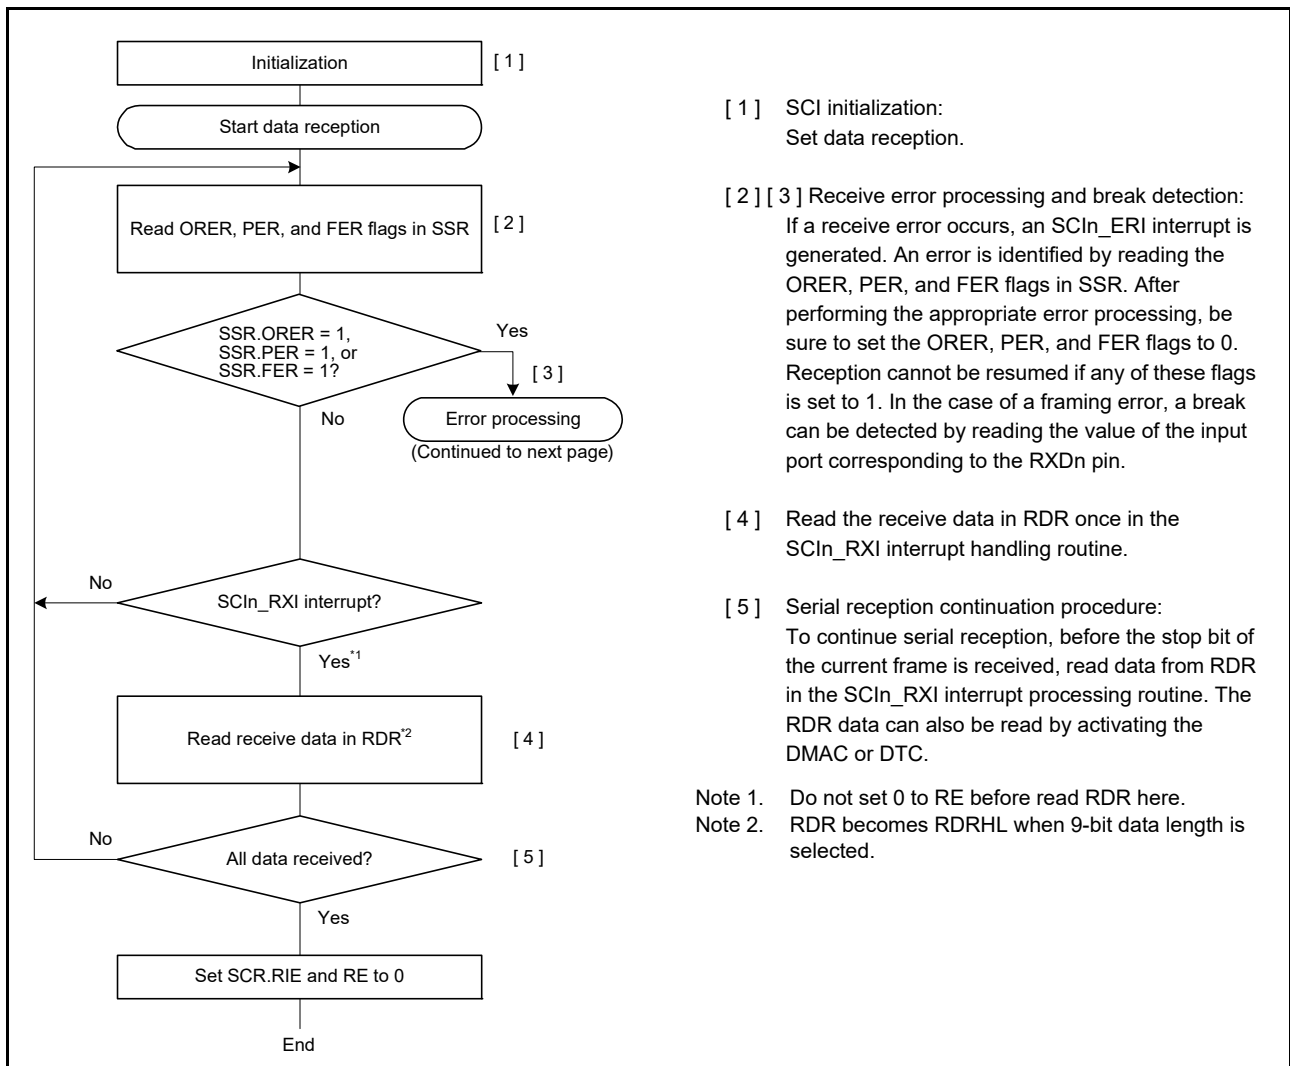 Initialization
[ 1 ]
Start data reception
Read ORER, PER, and FER flags in SSR
[ 2 ]
SSR.ORER = 1,
SSR.PER = 1, or
SSR.FER = 1?
Yes
[ 3 ]
No
Error processing
(Continued to next page)
No
SCIn_RXI interrupt?
Yes*1
Read receive data in RDR*2
[ 4 ]
No
All data received?
[ 5 ]
Yes
Set SCR.RIE and RE to 0
End
[ 1 ] SCI initialization:
Set data reception.
[ 2 ] [ 3 ] Receive error processing and break detection:
If a receive error occurs, an SCIn_ERI interrupt is
generated. An error is identified by reading the
ORER, PER, and FER flags in SSR. After
performing the appropriate error processing, be
sure to set the ORER, PER, and FER flags to 0.
Reception cannot be resumed if any of these flags
is set to 1. In the case of a framing error, a break
can be detected by reading the value of the input
port corresponding to the RXDn pin.
[ 4 ] Read the receive data in RDR once in the
SCIn_RXI interrupt handling routine.
[ 5 ] Serial reception continuation procedure:
To continue serial reception, before the stop bit of
the current frame is received, read data from RDR
in the SCIn_RXI interrupt processing routine. The
RDR data can also be read by activating the
DMAC or DTC.
Note 1. Do not set 0 to RE before read RDR here.
Note 2. RDR becomes RDRHL when 9-bit data length is
selected.